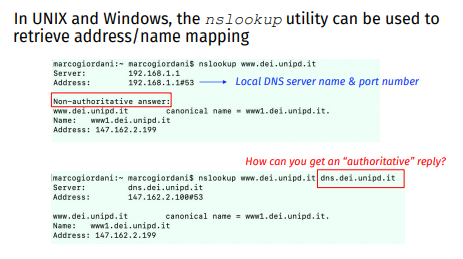 In UNIX and Windows, the nslookup utility can be used to
retrieve address/name mapping
marcogiordani:~ marcogiordani$ nslookup www.dei.unipd.it
Server: 192.168.1.1
Address: 192.168.1.1#53
Local DNS server name & port number
Non-authoritative answer:
www.dei.unipd.it canonical name = www1.dei.unipd.it.
Name: www1.dei.unipd.it
Address: 147.162.2.199
How can you get an “authoritative” reply?
marcogiordani:~ marcogiordani$ nslookup www.dei.unipd.it dns.dei.unipd.it
Server: dns.dei.unipd.it
Address: 147.162.2.100#53
www.dei.unipd.it canonical name = www1.dei.unipd.it.
Name: www1.dei.unipd.it
Address: 147.162.2.199